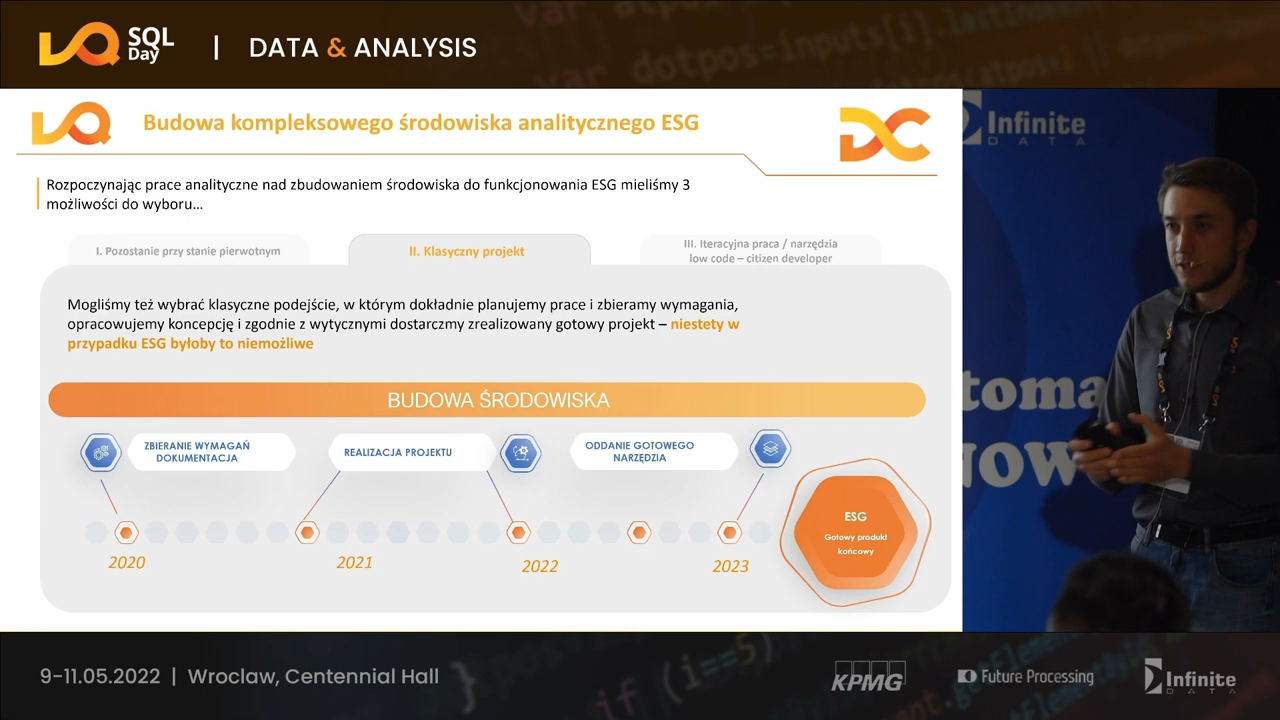 SQL
Day
| DATA & ANALYSIS
Budowa kompleksowego środowiska analitycznego ESG
Rozpoczynając prace analityczne nad zbudowaniem środowiska do funkcjonowania ESG mieliśmy 3
możliwości do wyboru...
I. Pozostanie przy stanie pierwotnym
II. Klasyczny projekt
III. Iteracyjna praca / narzędzia
low code – citizen developer
Mogliśmy też wybrać klasyczne podejście, w którym dokładnie planujemy prace i zbieramy wymagania,
opracowujemy koncepcję i zgodnie z wytycznymi dostarczmy zrealizowany gotowy projekt – niestety w
przypadku ESG byłoby to niemożliwe
BUDOWA ŚRODOWISKA
ZBIERANIE WYMAGAŃ
DOKUMENTACJA
REALIZACJA PROJEKTU
ODDANIE GOTOWEGO
NARZĘDZIA
ESG
Gotowy produkt
końcowy
2020
2021
2022
2023
Infinite
DATA
9-11.05.2022 | Wroclaw, Centennial Hall
KPMG
Future Processing
Infinite
DATA